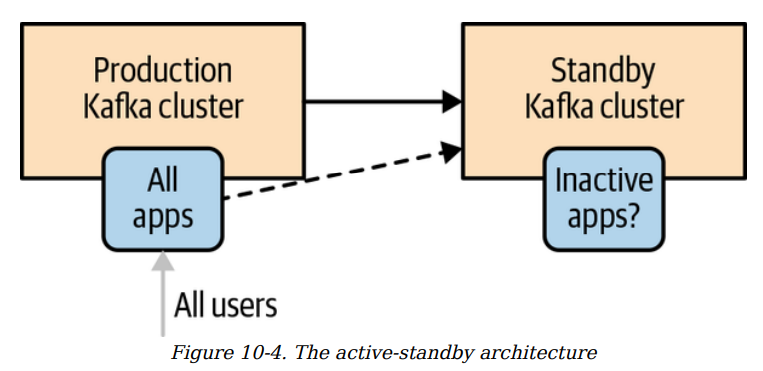 Production
Kafka cluster
Standby
Kafka cluster
All
apps
Inactive
apps?
All users
Figure 10-4. The active-standby architecture